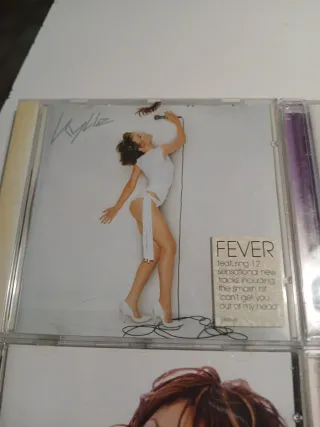 Kylie
FEVER
featuring 12
sensational new
tracks including
the smash hit
'can't get you
out of my head'